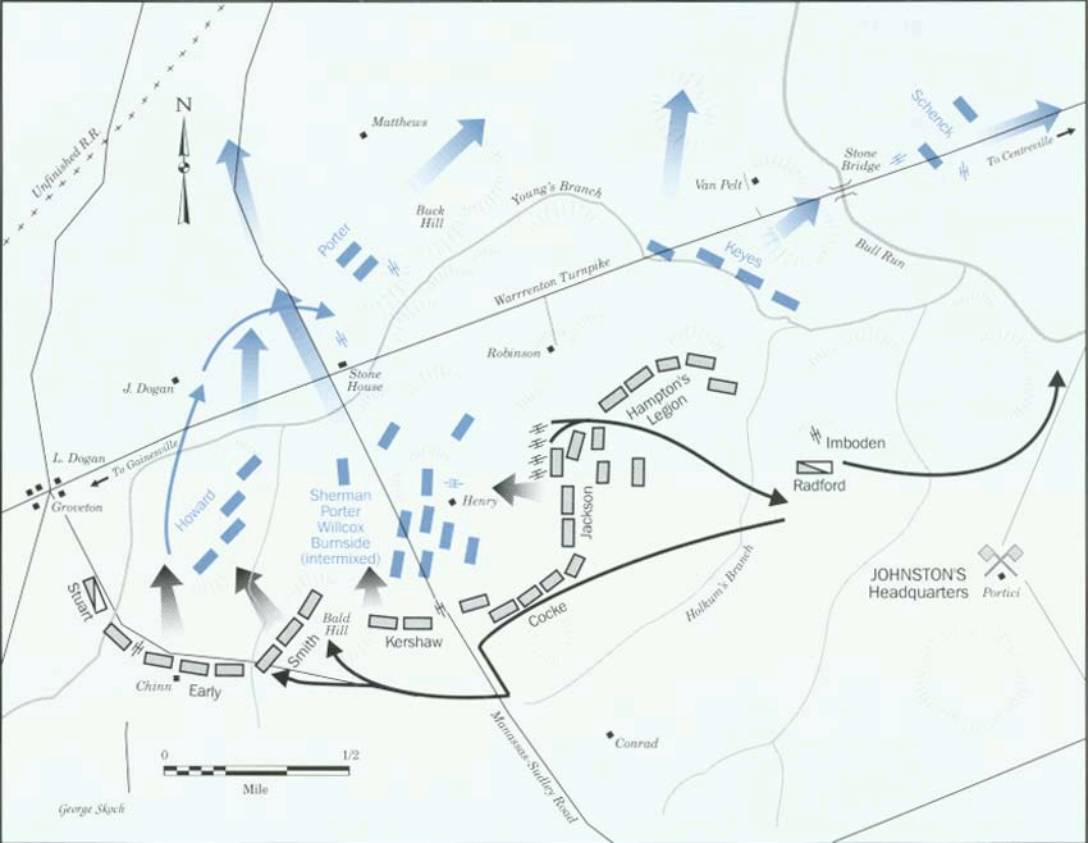 Unfinished R.R.
N
Matthews
Buck
Hill
Young's Branch
Van Pelt
Stone
Bridge
Schenck
To Centreville
Bull Run
Porter
Keyes
Warrrenton Turnpike
Robinson
J. Dogan
Stone
House
Hampton's
Legion
Imboden
Radford
L. Dogan
To Gainesville
Groveton
Howard
Sherman
Porter
Willcox
Burnside
(intermixed)
Henry
Jackson
JOHNSTON'S
Headquarters
Portici
Holkum's Branch
Stuart
Bald
Hill
Smith
Kershaw
Cocke
Chinn
Early
Manassas-Sudley Road
Conrad
0 1/2
Mile
George Skoch